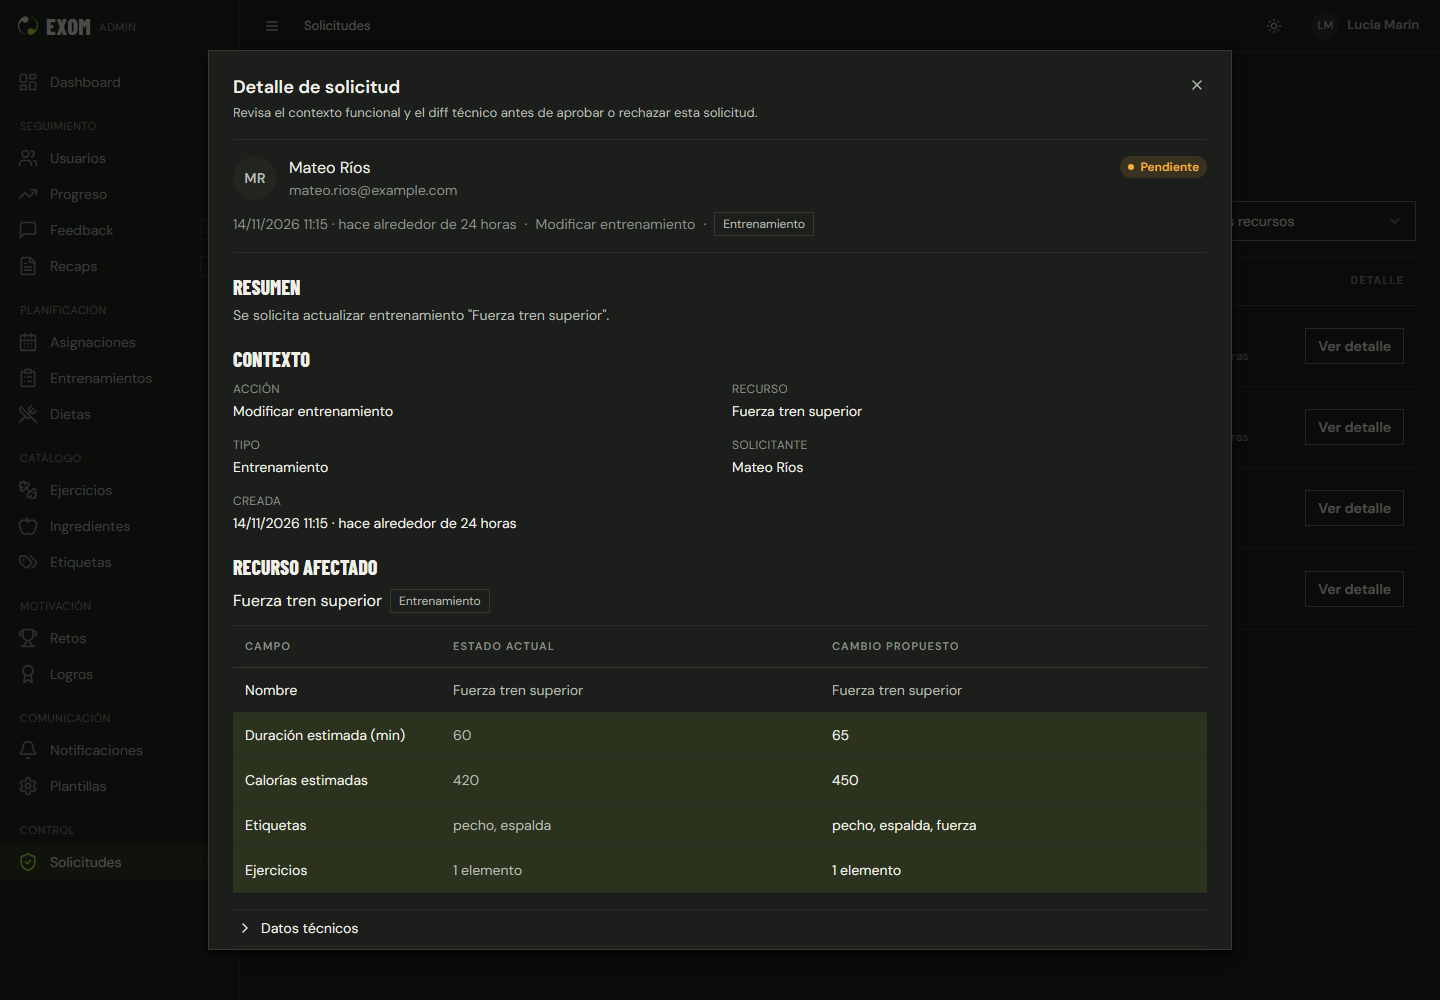 EXOM ADMIN
Solicitudes
LM Lucía Marín
Dashboard
SEGUIMIENTO
Usuarios
Progreso
Feedback
Recaps
PLANIFICACIÓN
Asignaciones
Entrenamientos
Dietas
CATÁLOGO
Ejercicios
Ingredientes
Etiquetas
MOTIVACIÓN
Retos
Logros
COMUNICACIÓN
Notificaciones
Plantillas
CONTROL
Solicitudes
Detalle de solicitud
Revisa el contexto funcional y el diff técnico antes de aprobar o rechazar esta solicitud.
MR
Mateo Ríos
mateo.rios@example.com
Pendiente
14/11/2026 11:15 · hace alrededor de 24 horas · Modificar entrenamiento · Entrenamiento
RESUMEN
Se solicita actualizar entrenamiento "Fuerza tren superior".
CONTEXTO
ACCIÓN
Modificar entrenamiento
RECURSO
Fuerza tren superior
TIPO
Entrenamiento
SOLICITANTE
Mateo Ríos
CREADA
14/11/2026 11:15 · hace alrededor de 24 horas
RECURSO AFECTADO
Fuerza tren superior Entrenamiento
CAMPO ESTADO ACTUAL CAMBIO PROPUESTO
Nombre Fuerza tren superior Fuerza tren superior
Duración estimada (min) 60 65
Calorías estimadas 420 450
Etiquetas pecho, espalda pecho, espalda, fuerza
Ejercicios 1 elemento 1 elemento
Datos técnicos
recursos
DETALLE
Ver detalle
Ver detalle
Ver detalle
Ver detalle